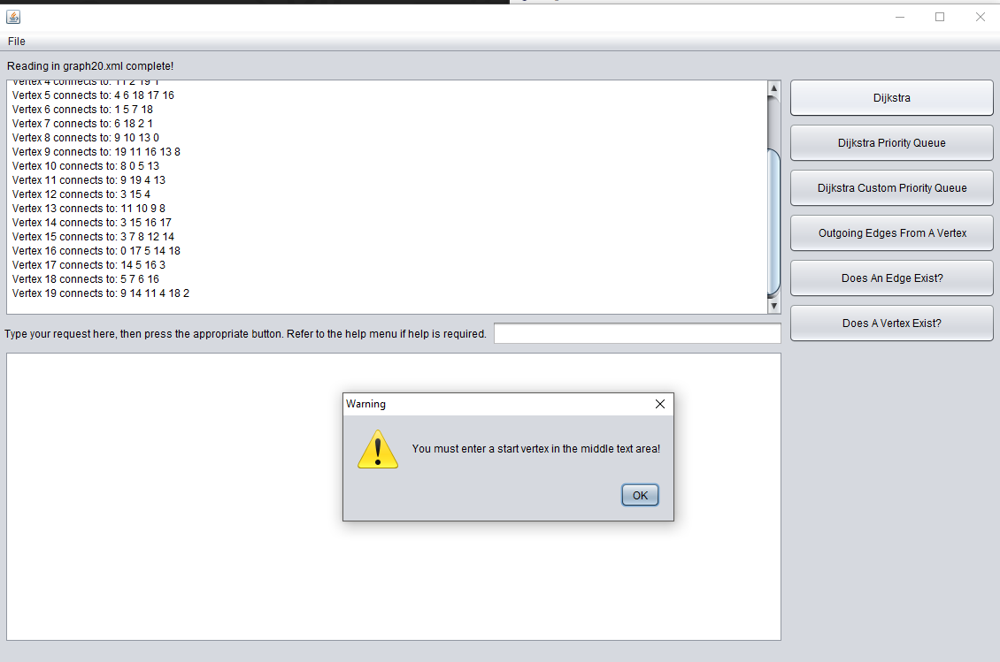 File
Reading in graph20.xml complete!
Vertex 4 connects to: 11 2 19 1
Vertex 5 connects to: 4 6 18 17 16
Vertex 6 connects to: 1 5 7 18
Vertex 7 connects to: 6 18 2 1
Vertex 8 connects to: 9 10 13 0
Vertex 9 connects to: 19 11 16 13 8
Vertex 10 connects to: 8 0 5 13
Vertex 11 connects to: 9 19 4 13
Vertex 12 connects to: 3 15 4
Vertex 13 connects to: 11 10 9 8
Vertex 14 connects to: 3 15 16 17
Vertex 15 connects to: 3 7 8 12 14
Vertex 16 connects to: 0 17 5 14 18
Vertex 17 connects to: 14 5 16 3
Vertex 18 connects to: 5 7 6 16
Vertex 19 connects to: 9 14 11 4 18 2
Dijkstra
Dijkstra Priority Queue
Dijkstra Custom Priority Queue
Outgoing Edges From A Vertex
Does An Edge Exist?
Does A Vertex Exist?
Type your request here, then press the appropriate button. Refer to the help menu if help is required.
Warning
You must enter a start vertex in the middle text area!
OK